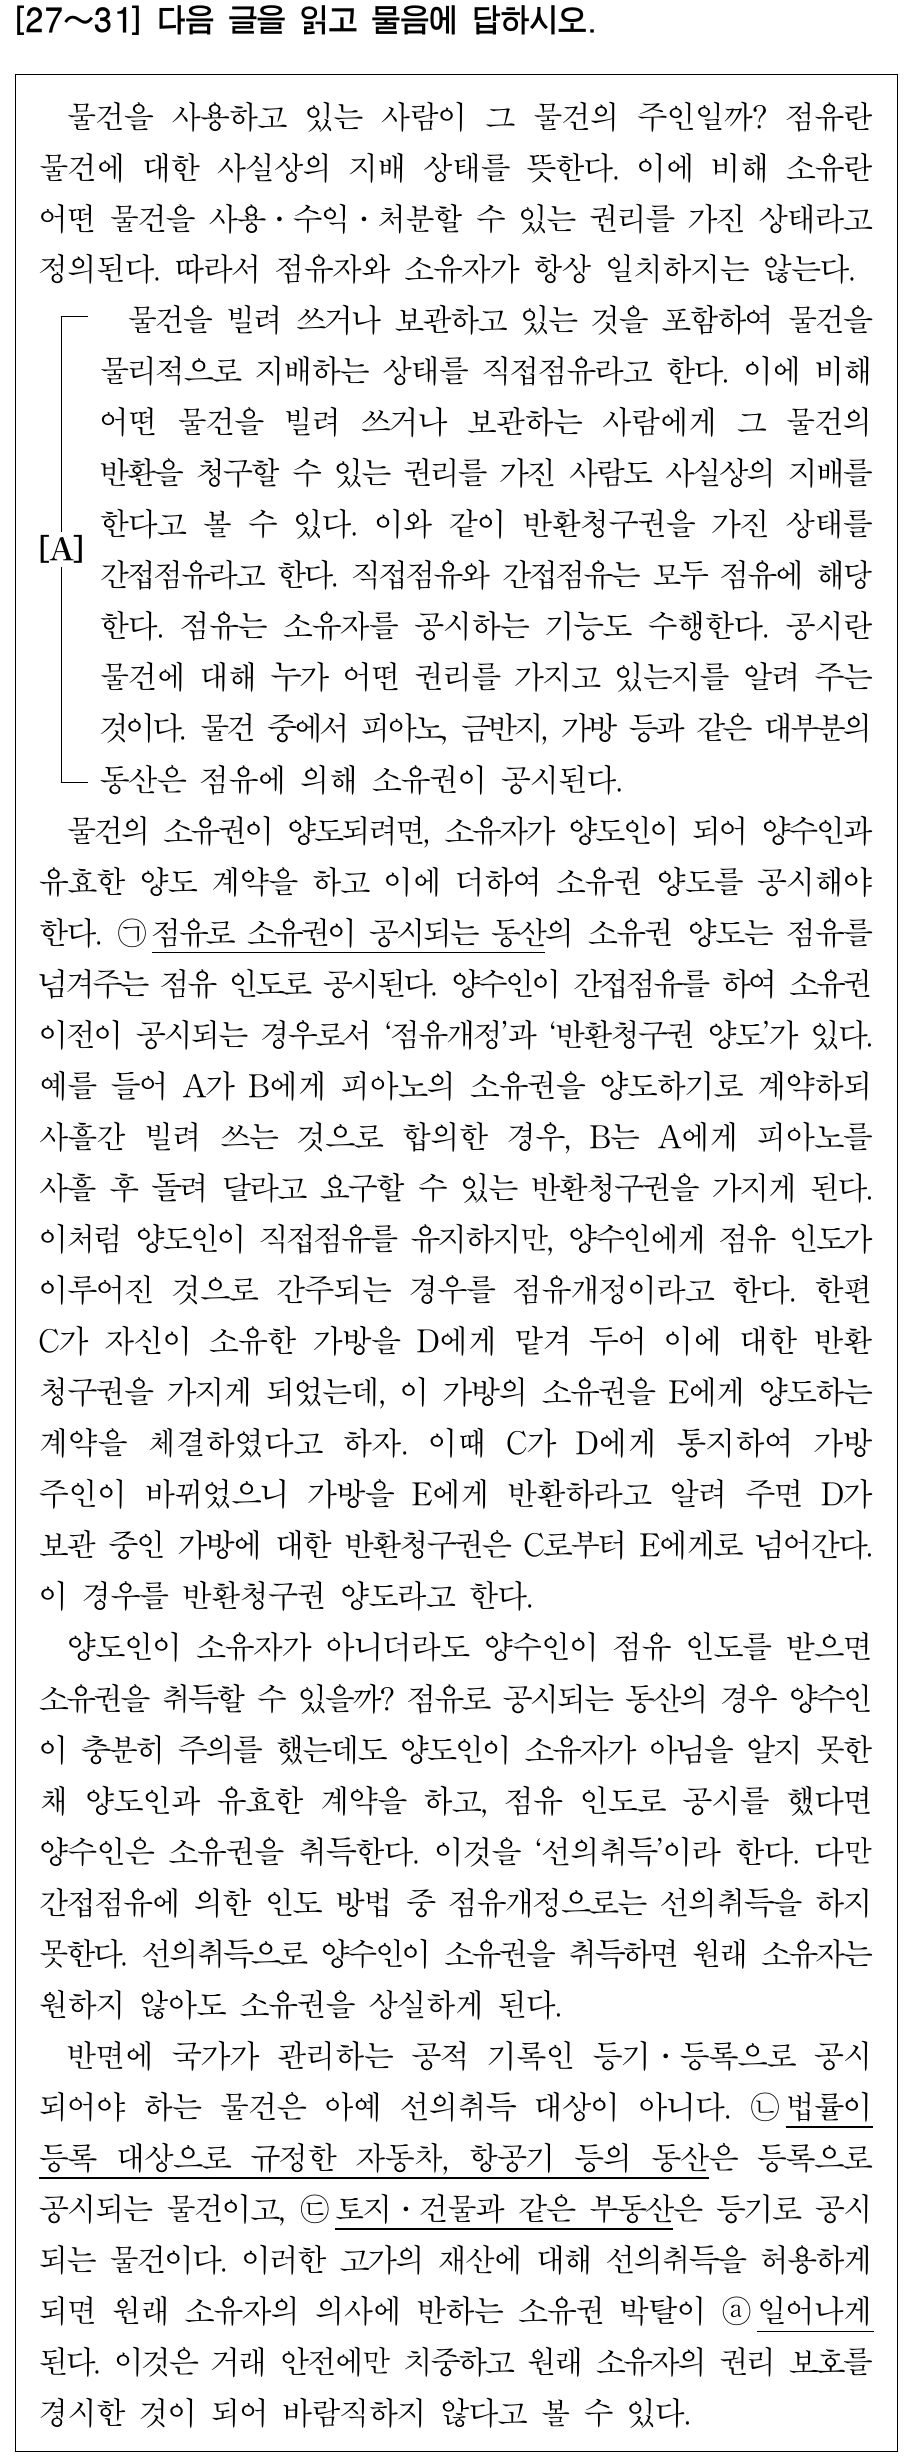 [27~31] 다음 글을 읽고 물음에 답하시오.
물건을 사용하고 있는 사람이 그 물건의 주인일까? 점유란
물건에 대한 사실상의 지배 상태를 뜻한다. 이에 비해 소유란
어떤 물건을 사용·수익·처분할 수 있는 권리를 가진 상태라고
정의된다. 따라서 점유자와 소유자가 항상 일치하지는 않는다.
물건을 빌려 쓰거나 보관하고 있는 것을 포함하여 물건을
물리적으로 지배하는 상태를 직접점유라고 한다. 이에 비해
어떤 물건을 빌려 쓰거나 보관하는 사람에게 그 물건의
반환을 청구할 수 있는 권리를 가진 사람도 사실상의 지배를
한다고 볼 수 있다. 이와 같이 반환청구권을 가진 상태를
[A]
간접점유라고 한다. 직접점유와 간접점유는 모두 점유에 해당
한다. 점유는 소유자를 공시하는 기능도 수행한다. 공시란
물건에 대해 누가 어떤 권리를 가지고 있는지를 알려 주는
것이다. 물건 중에서 피아노, 금반지, 가방 등과 같은 대부분의
동산은 점유에 의해 소유권이 공시된다.
물건의 소유권이 양도되려면, 소유자가 양도인이 되어 양수인과
유효한 양도 계약을 하고 이에 더하여 소유권 양도를 공시해야
한다. ㉠점유로 소유권이 공시되는 동산의 소유권 양도는 점유를
넘겨주는 점유 인도로 공시된다. 양수인이 간접점유를 하여 소유권
이전이 공시되는 경우로서 ‘점유개정’과 ‘반환청구권 양도’가 있다.
예를 들어 A가 B에게 피아노의 소유권을 양도하기로 계약하되
사흘간 빌려 쓰는 것으로 합의한 경우, B는 A에게 피아노를
사흘 후 돌려 달라고 요구할 수 있는 반환청구권을 가지게 된다.
이처럼 양도인이 직접점유를 유지하지만, 양수인에게 점유 인도가
이루어진 것으로 간주되는 경우를 점유개정이라고 한다. 한편
C가 자신이 소유한 가방을 D에게 맡겨 두어 이에 대한 반환
청구권을 가지게 되었는데, 이 가방의 소유권을 E에게 양도하는
계약을 체결하였다고 하자. 이때 C가 D에게 통지하여 가방
주인이 바뀌었으니 가방을 E에게 반환하라고 알려 주면 D가
보관 중인 가방에 대한 반환청구권은 C로부터 E에게로 넘어간다.
이 경우를 반환청구권 양도라고 한다.
양도인이 소유자가 아니더라도 양수인이 점유 인도를 받으면
소유권을 취득할 수 있을까? 점유로 공시되는 동산의 경우 양수인
이 충분히 주의를 했는데도 양도인이 소유자가 아님을 알지 못한
채 양도인과 유효한 계약을 하고, 점유 인도로 공시를 했다면
양수인은 소유권을 취득한다. 이것을 ‘선의취득’이라 한다. 다만
간접점유에 의한 인도 방법 중 점유개정으로는 선의취득을 하지
못한다. 선의취득으로 양수인이 소유권을 취득하면 원래 소유자는
원하지 않아도 소유권을 상실하게 된다.
반면에 국가가 관리하는 공적 기록인 등기·등록으로 공시
되어야 하는 물건은 아예 선의취득 대상이 아니다. ㉡법률이
등록 대상으로 규정한 자동차, 항공기 등의 동산은 등록으로
공시되는 물건이고, ㉢토지·건물과 같은 부동산은 등기로 공시
되는 물건이다. 이러한 고가의 재산에 대해 선의취득을 허용하게
되면 원래 소유자의 의사에 반하는 소유권 박탈이 ⓐ일어나게
된다. 이것은 거래 안전에만 치중하고 원래 소유자의 권리 보호를
경시한 것이 되어 바람직하지 않다고 볼 수 있다.